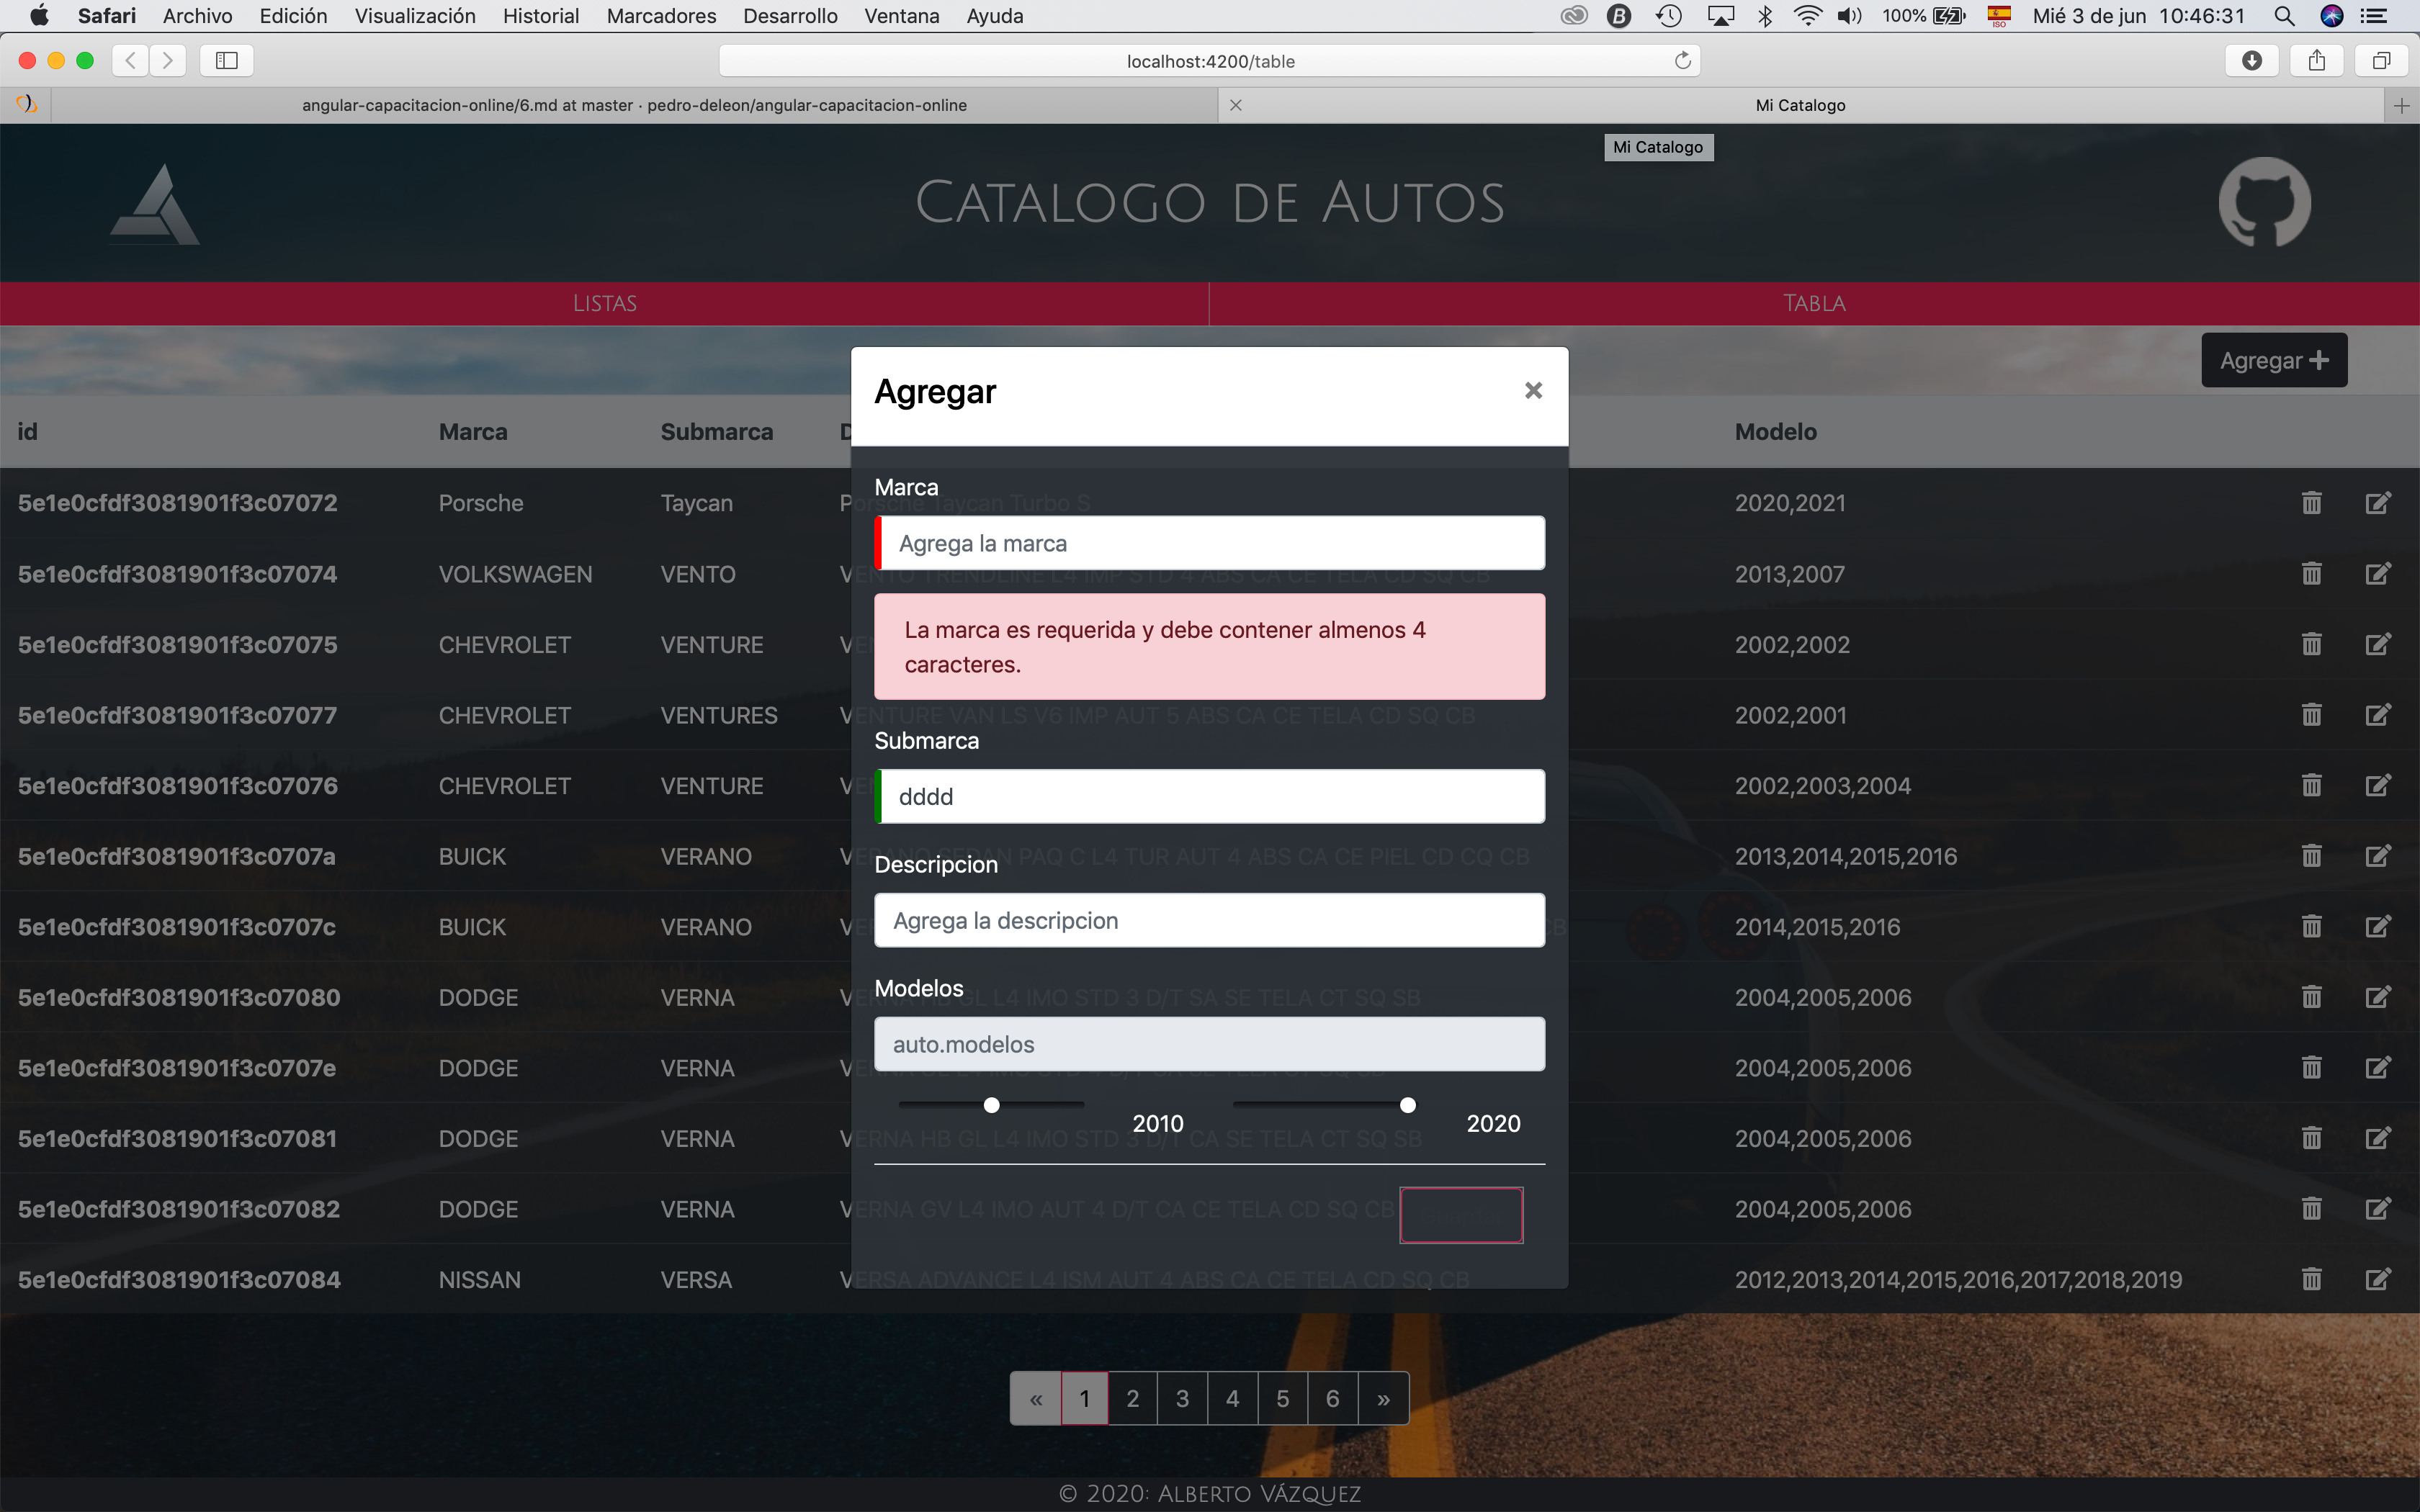 Safari Archivo Edición Visualización Historial Marcadores Desarrollo Ventana Ayuda 100% ISO Mié 3 de jun 10:46:31
localhost:4200/table
angular-capacitacion-online/6.md at master · pedro-deleon/angular-capacitacion-online Mi Catalogo
Mi Catalogo
Catalogo de Autos
Listas Tabla
Agregar
Agregar ×
id Marca Submarca D Modelo
5e1e0cfdf3081901f3c07072 Porsche Taycan Porsche Taycan Turbo S 2020,2021
5e1e0cfdf3081901f3c07074 VOLKSWAGEN VENTO VENTO TRENDLINE L4 IMP STD 4 ABS CA CE TELA CD SQ CB 2013,2007
5e1e0cfdf3081901f3c07075 CHEVROLET VENTURE 2002,2002
5e1e0cfdf3081901f3c07077 CHEVROLET VENTURES VENTURE VAN LS V6 IMP AUT 5 ABS CA CE TELA CD SQ CB 2002,2001
5e1e0cfdf3081901f3c07076 CHEVROLET VENTURE 2002,2003,2004
5e1e0cfdf3081901f3c0707a BUICK VERANO VERANO SEDAN PAQ C L4 TUR AUT 4 ABS CA CE PIEL CD CQ CB 2013,2014,2015,2016
5e1e0cfdf3081901f3c0707c BUICK VERANO 2014,2015,2016
5e1e0cfdf3081901f3c07080 DODGE VERNA GL L4 IMO STD 3 D/T SA SE TELA CT SQ SB 2004,2005,2006
5e1e0cfdf3081901f3c0707e DODGE VERNA 2004,2005,2006
5e1e0cfdf3081901f3c07081 DODGE VERNA VERNA HB GL L4 IMO STD 3 D/T CA SE TELA CT SQ SB 2004,2005,2006
5e1e0cfdf3081901f3c07082 DODGE VERNA VERNA GV L4 IMO AUT 4 D/T CA CE TELA CD SQ CB 2004,2005,2006
5e1e0cfdf3081901f3c07084 NISSAN VERSA VERSA ADVANCE L4 ISM AUT 4 ABS CA CE TELA CD SQ CB 2012,2013,2014,2015,2016,2017,2018,2019
Marca
Agrega la marca
La marca es requerida y debe contener almenos 4
caracteres.
Submarca
dddd
Descripcion
Agrega la descripcion
Modelos
auto.modelos
2010 2020
« 1 2 3 4 5 6 »
© 2020: Alberto Vázquez